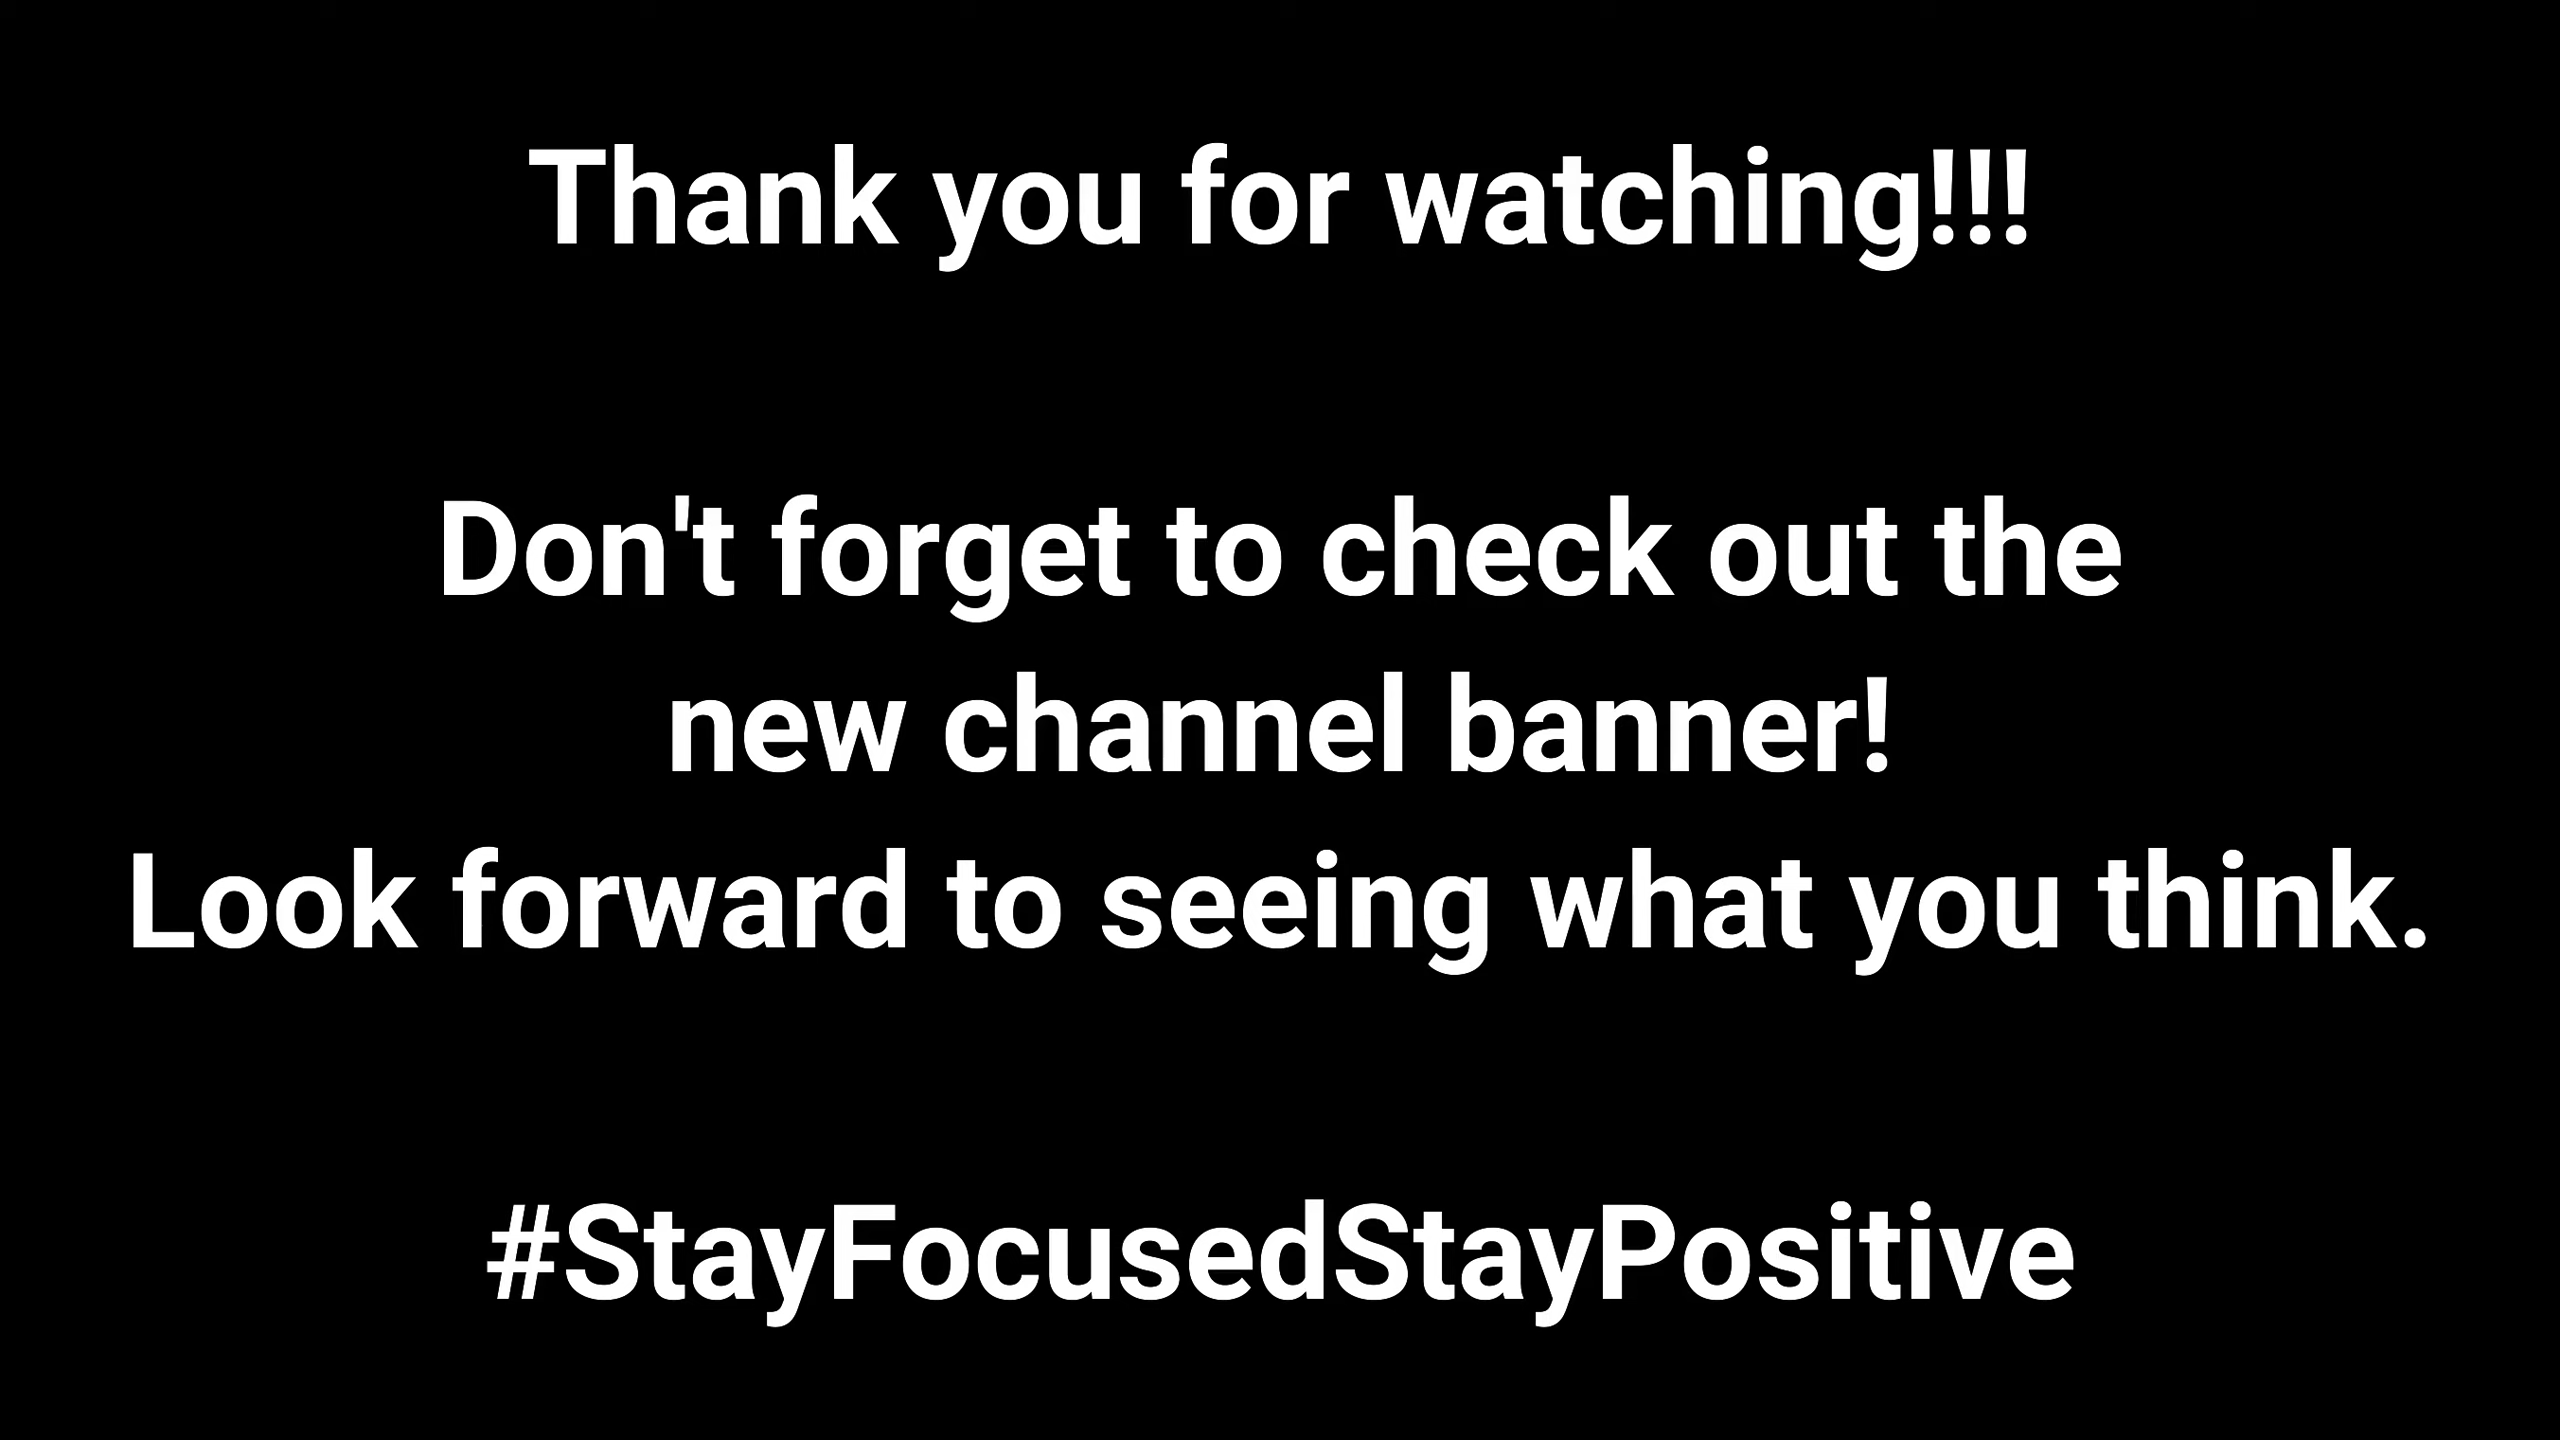 Thank you for watching!!!
Don't forget to check out the
new channel banner!
Look forward to seeing what you think.
#StayFocusedStayPositive